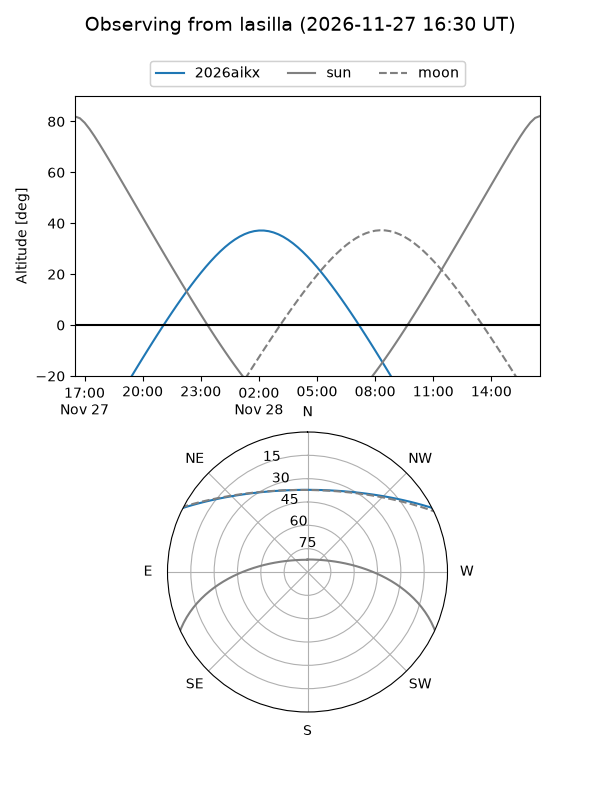 Observing from lasilla (2026-11-27 16:30 UT)
2026aikx sun moon
Altitude [deg]
80
60
40
20
0
−20
17:00 20:00 23:00 02:00 05:00 08:00 11:00 14:00
Nov 27 Nov 28
N
NE NW
15
30
45
60
75
E W
SE SW
S